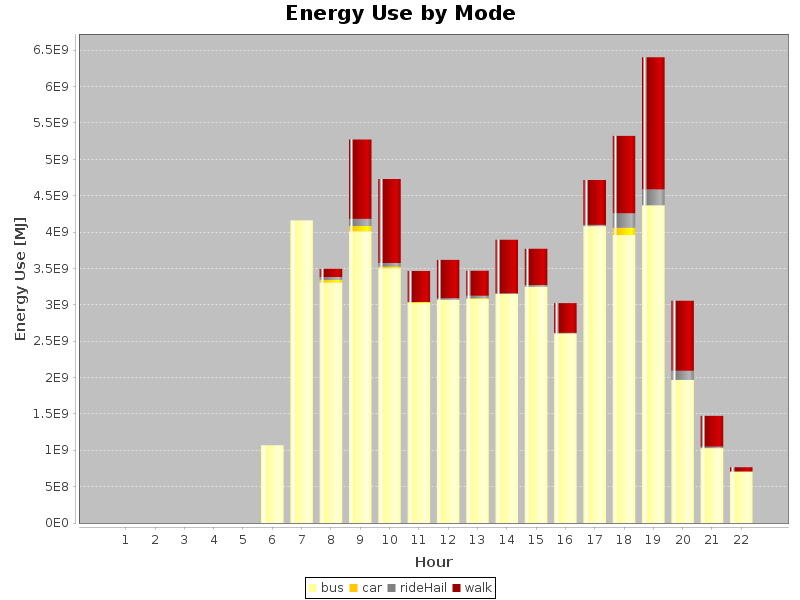 Energy Use by Mode
Energy Use [MJ]
6.5E9
6E9
5.5E9
5E9
4.5E9
4E9
3.5E9
3E9
2.5E9
2E9
1.5E9
1E9
5E8
0E0
1 2 3 4 5 6 7 8 9 10 11 12 13 14 15 16 17 18 19 20 21 22
Hour
bus car rideHail walk